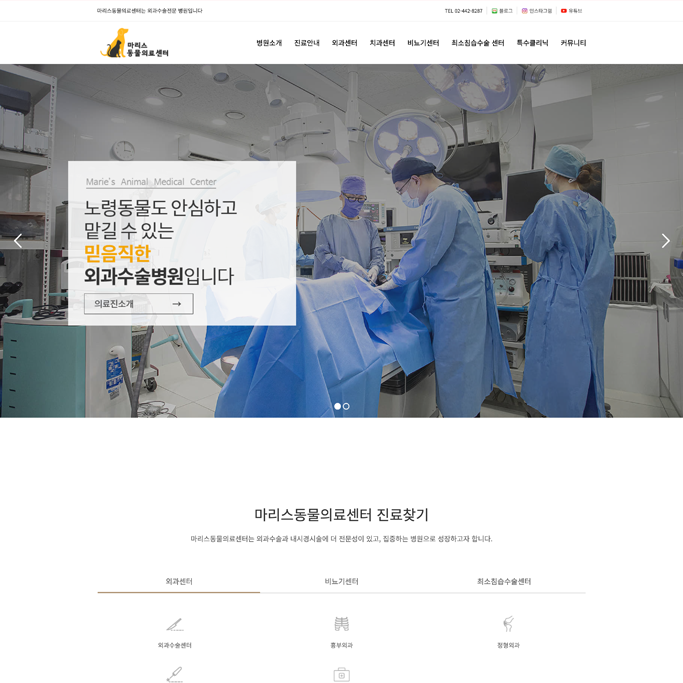 마리스동물의료센터는 외과수술전문 병원입니다
TEL 02-442-8287
블로그
인스타그램
유튜브
마리스
동물의료센터
병원소개
진료안내
외과센터
치과센터
비뇨기센터
최소침습수술 센터
특수클리닉
커뮤니티
Marie's Animal Medical Center
노령동물도 안심하고
맡길 수 있는
믿음직한
외과수술병원입니다
의료진소개 →
마리스동물의료센터 진료찾기
마리스동물의료센터는 외과수술과 내시경시술에 더 전문성이 있고, 집중하는 병원으로 성장하고자 합니다.
외과센터
비뇨기센터
최소침습수술센터
외과수술센터
흉부외과
정형외과